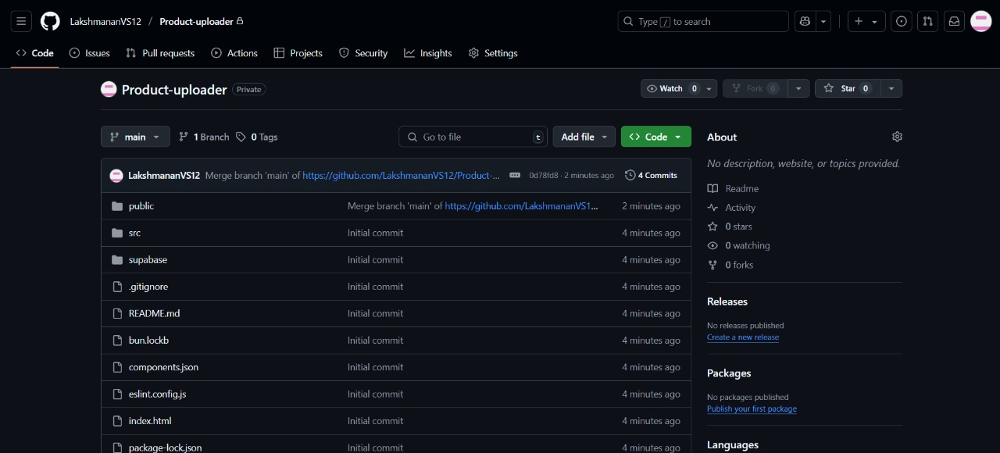 LakshmananVS12 / Product-uploader
Type / to search
Code Issues Pull requests Actions Projects Security Insights Settings
Product-uploader Private
Watch 0 Fork 0 Star 0
main 1 Branch 0 Tags Go to file t Add file Code
LakshmananVS12 Merge branch 'main' of https://github.com/LakshmananVS12/Product-... 0d78fd8 · 2 minutes ago 4 Commits
public Merge branch 'main' of https://github.com/LakshmananVS1... 2 minutes ago
src Initial commit 4 minutes ago
supabase Initial commit 4 minutes ago
.gitignore Initial commit 4 minutes ago
README.md Initial commit 4 minutes ago
bun.lockb Initial commit 4 minutes ago
components.json Initial commit 4 minutes ago
eslint.config.js Initial commit 4 minutes ago
index.html Initial commit 4 minutes ago
package-lock.json Initial commit 4 minutes ago
About
No description, website, or topics provided.
Readme
Activity
0 stars
0 watching
0 forks
Releases
No releases published
Create a new release
Packages
No packages published
Publish your first package
Languages